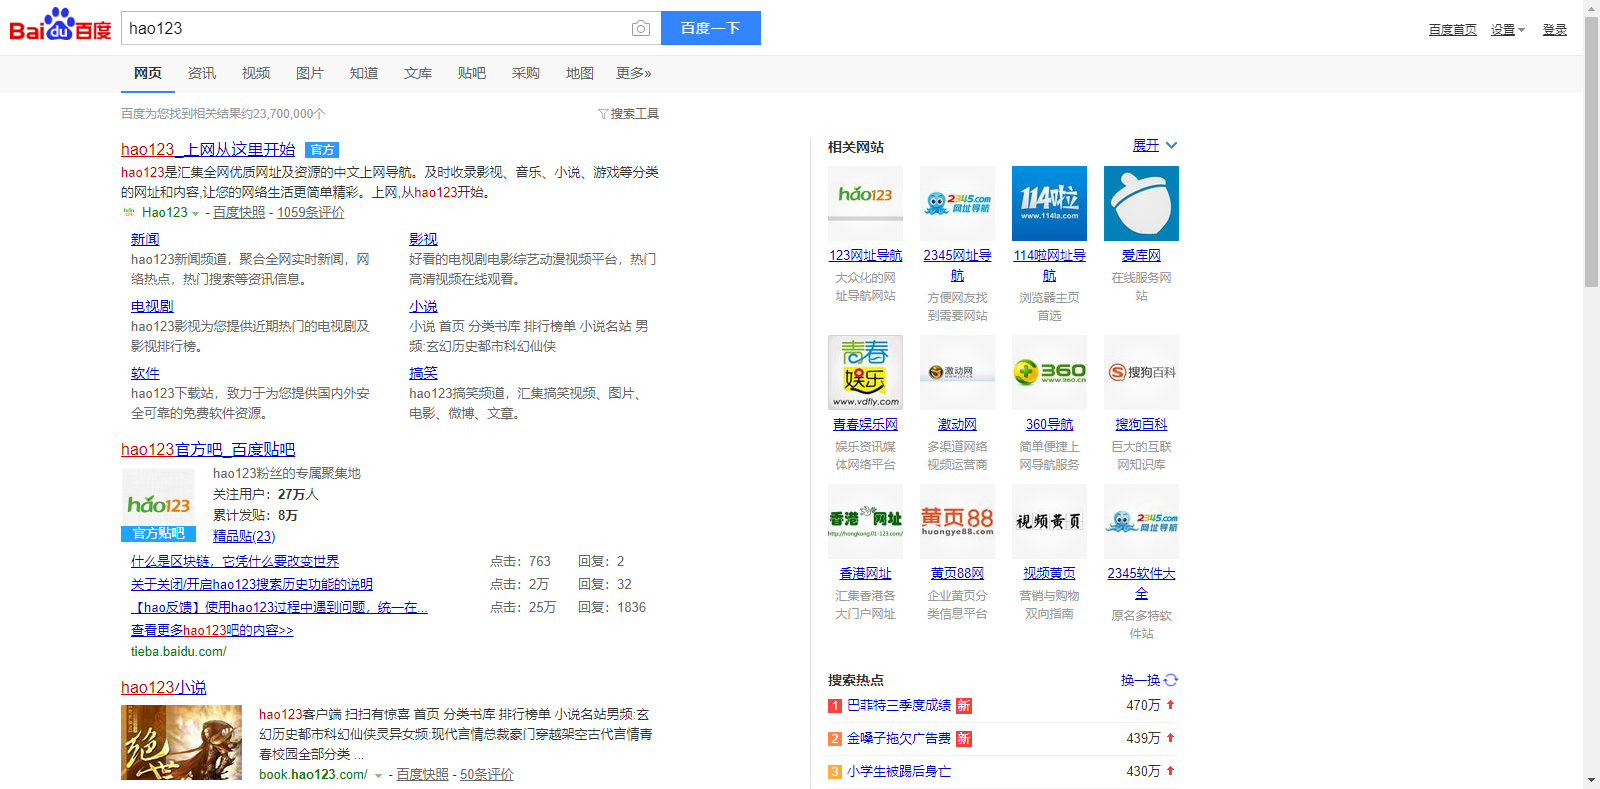 Baidu百度
hao123
百度一下
百度首页 设置 登录
网页 资讯 视频 图片 知道 文库 贴吧 采购 地图 更多»
百度为您找到相关结果约23,700,000个
搜索工具
hao123_上网从这里开始 官方
hao123是汇集全网优质网址及资源的中文上网导航。及时收录影视、音乐、小说、游戏等分类
的网址和内容,让您的网络生活更简单精彩。上网,从hao123开始。
Hao123 - 百度快照 - 1059条评价
新闻
hao123新闻频道，聚合全网实时新闻，网
络热点，热门搜索等资讯信息。
影视
好看的电视剧电影综艺动漫视频平台，热门
高清视频在线观看。
电视剧
hao123影视为您提供近期热门的电视剧及
影视排行榜。
小说
小说 首页 分类书库 排行榜单 小说名站 男
频:玄幻历史都市科幻仙侠
软件
hao123下载站，致力于为您提供国内外安
全可靠的免费软件资源。
搞笑
hao123搞笑频道，汇集搞笑视频、图片、
电影、微博、文章。
hao123官方吧_百度贴吧
hao123
官方贴吧
hao123粉丝的专属聚集地
关注用户：27万人
累计发贴：8万
精品贴(23)
什么是区块链，它凭什么要改变世界 点击：763 回复：2
关于关闭/开启hao123搜索历史功能的说明 点击：2万 回复：32
【hao反馈】使用hao123过程中遇到问题，统一在... 点击：25万 回复：1836
查看更多hao123吧的内容>>
tieba.baidu.com/
hao123小说
绝世
hao123客户端 扫扫有惊喜 首页 分类书库 排行榜单 小说名站男频:玄
幻历史都市科幻仙侠灵异女频:现代言情总裁豪门穿越架空古代言情青
春校园全部分类 ...
book.hao123.com/ - 百度快照 - 50条评价
相关网站
展开
hao123
2345.com
网址导航
114啦
www.114la.com
123网址导航
大众化的网
址导航网站
2345网址导
航
方便网友找
到需要网站
114啦网址导
航
浏览器主页
首选
爱库网
在线服务网
站
青春
娱乐
www.vdfly.com
激动网
360
www.360.cn
搜狗百科
青春娱乐网
娱乐资讯媒
体网络平台
激动网
多渠道网络
视频运营商
360导航
简单便捷上
网导航服务
搜狗百科
巨大的互联
网知识库
香港网址
http://hongkong.01-123.com/
黄页88
huangye88.com
视频黄页
2345.com
网址导航
香港网址
汇集香港各
大门户网址
黄页88网
企业黄页分
类信息平台
视频黄页
营销与购物
双向指南
2345软件大
全
原名多特软
件站
搜索热点
换一换
1 巴菲特三季度成绩 新 470万
2 金嗓子拖欠广告费 新 439万
3 小学生被踢后身亡 430万